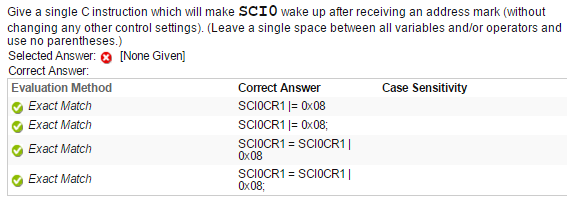 Give a single C instruction which will make SCI0 wake up after receiving an address mark (without
changing any other control settings). (Leave a single space between all variables and/or operators and
use no parentheses.)
Selected Answer: [None Given]
Correct Answer:
Evaluation Method Correct Answer Case Sensitivity
Exact Match SCI0CR1 |= 0x08
Exact Match SCI0CR1 |= 0x08;
Exact Match SCI0CR1 = SCI0CR1 |
0x08
Exact Match SCI0CR1 = SCI0CR1 |
0x08;